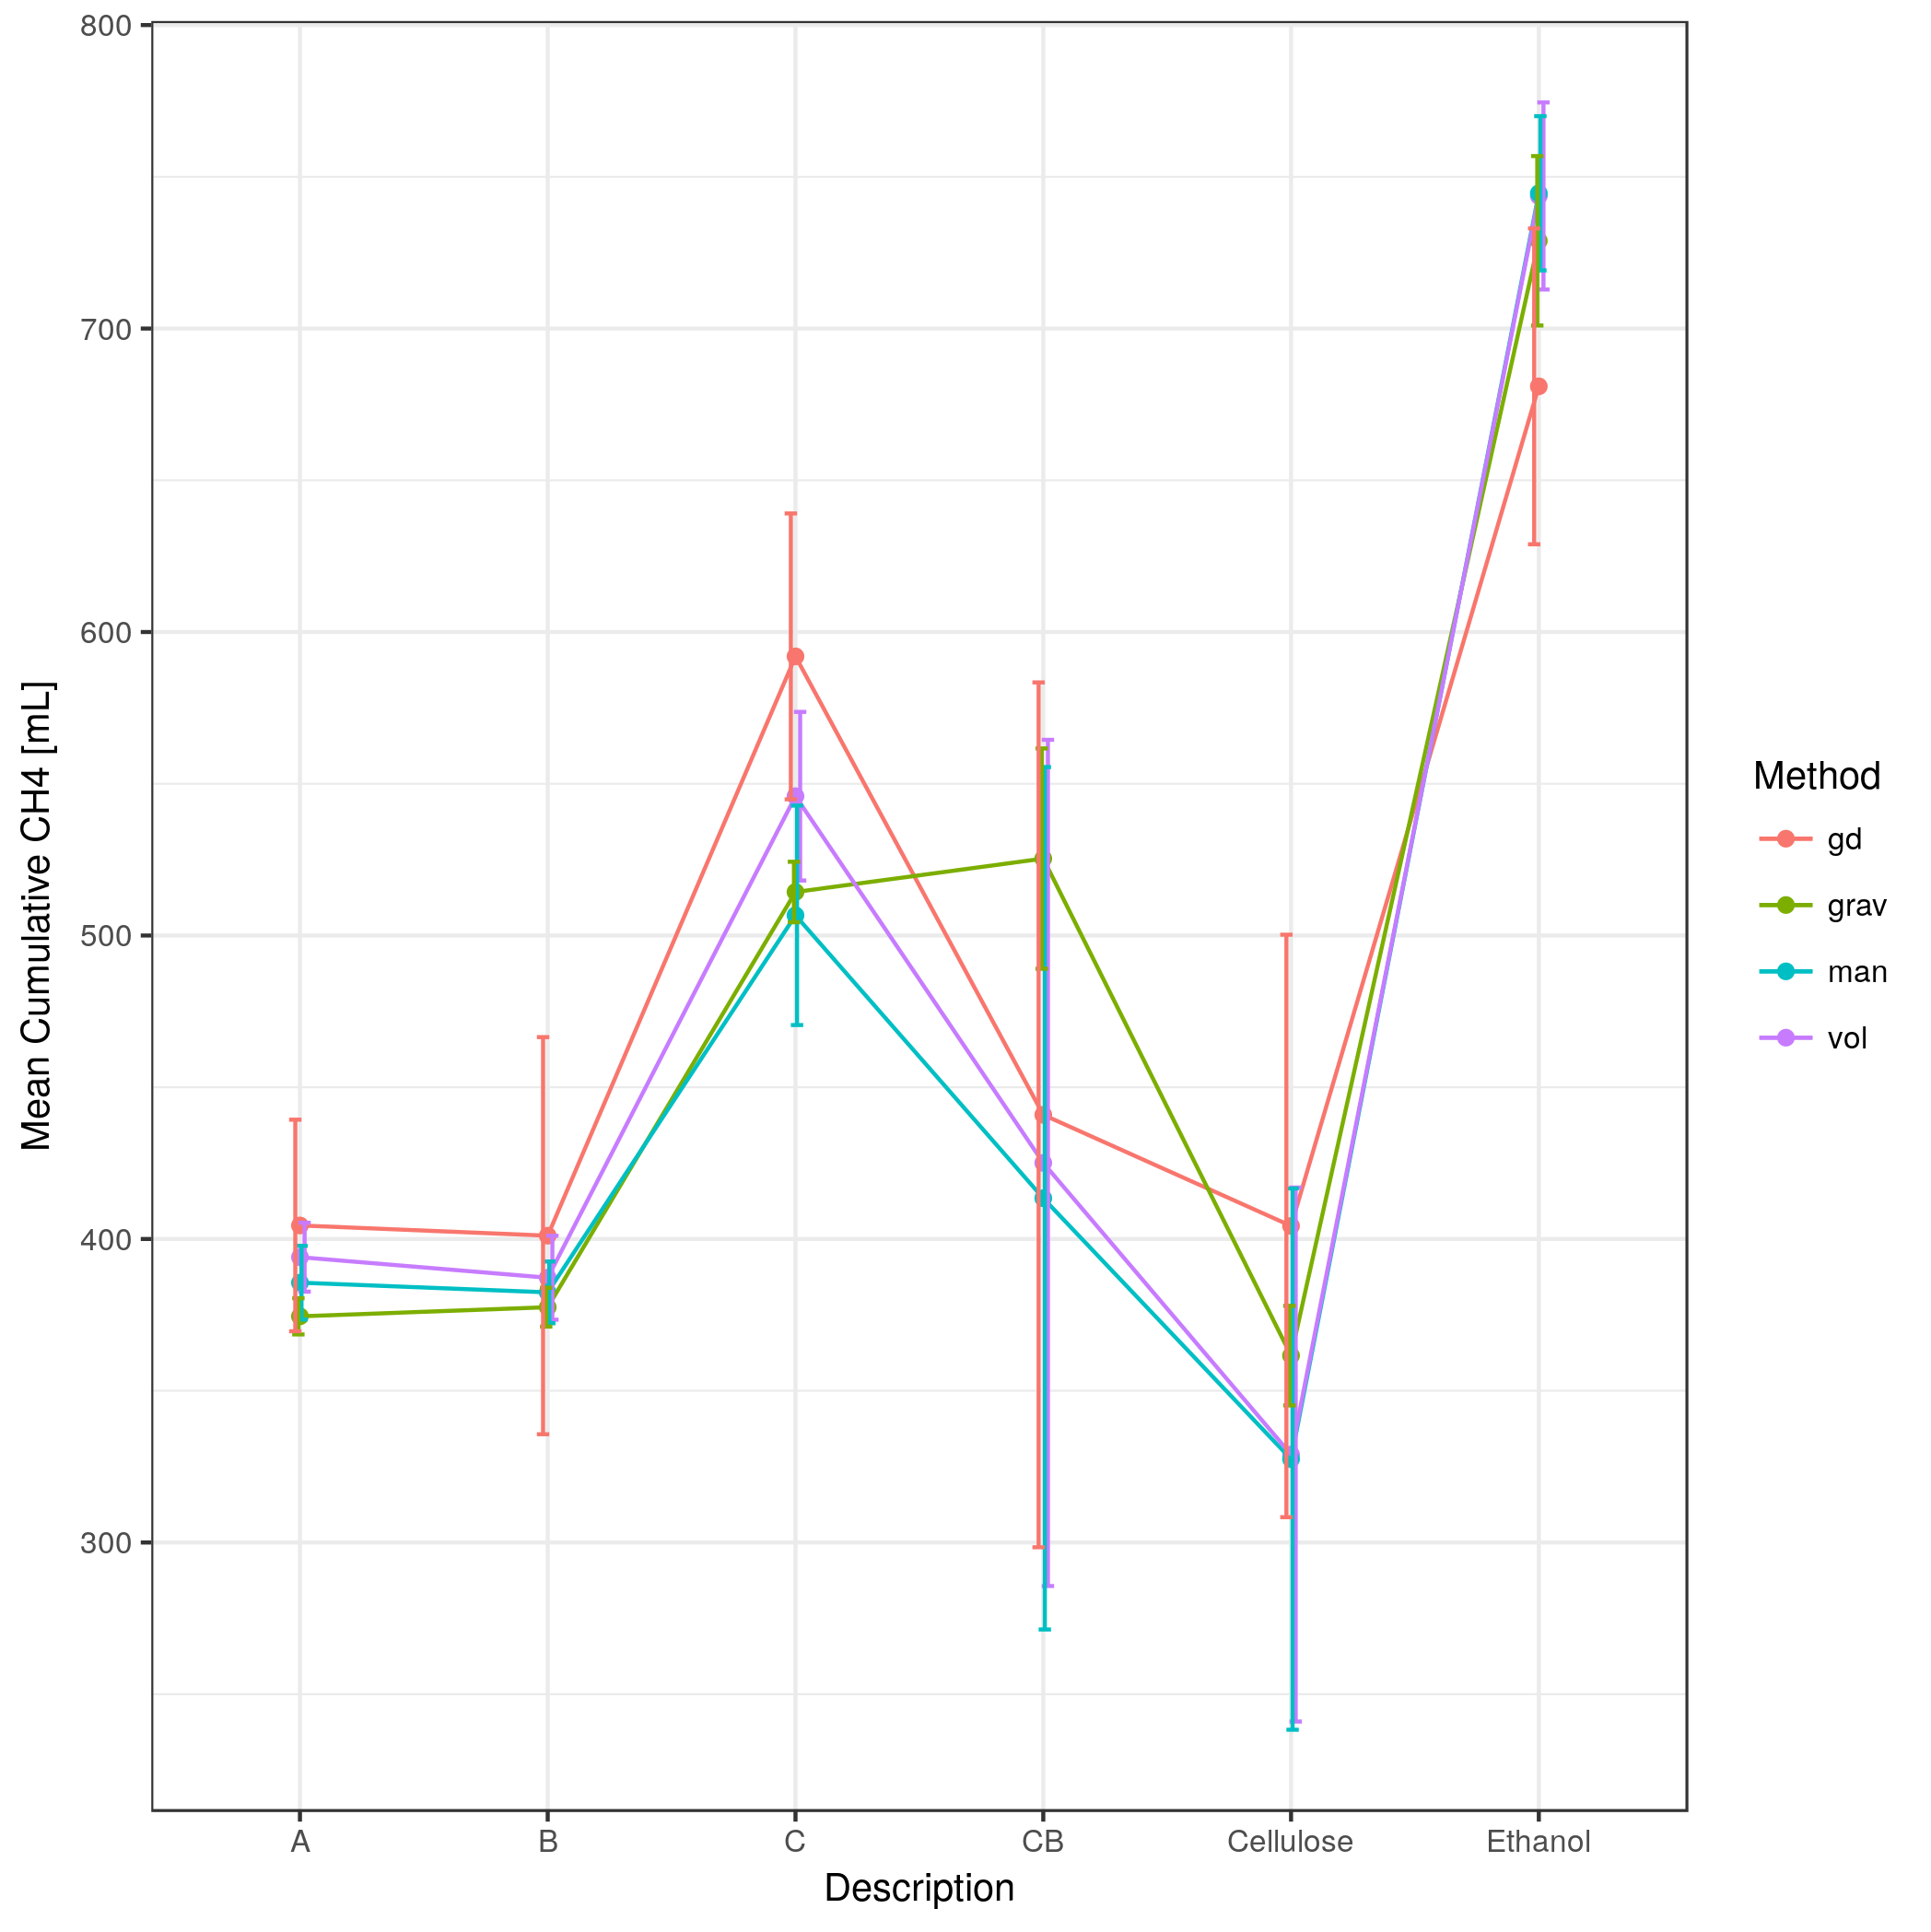 Mean Cumulative CH4 [mL]
800
700
600
500
400
300
A B C CB Cellulose Ethanol
Description
Method
gd
grav
man
vol